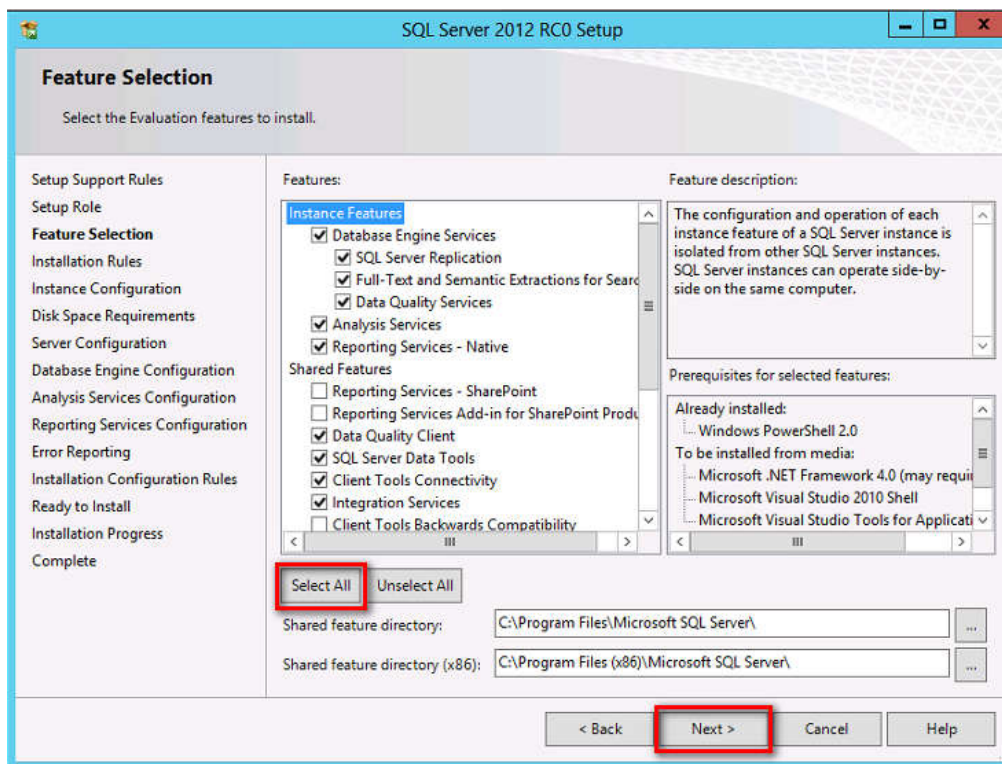 SQL Server 2012 RC0 Setup
Feature Selection
Select the Evaluation features to install.
Setup Support Rules
Setup Role
Feature Selection
Installation Rules
Instance Configuration
Disk Space Requirements
Server Configuration
Database Engine Configuration
Analysis Services Configuration
Reporting Services Configuration
Error Reporting
Installation Configuration Rules
Ready to Install
Installation Progress
Complete
Features:
Instance Features
Database Engine Services
SQL Server Replication
Full-Text and Semantic Extractions for Searc
Data Quality Services
Analysis Services
Reporting Services - Native
Shared Features
Reporting Services - SharePoint
Reporting Services Add-in for SharePoint Produ
Data Quality Client
SQL Server Data Tools
Client Tools Connectivity
Integration Services
Client Tools Backwards Compatibility
Feature description:
The configuration and operation of each
instance feature of a SQL Server instance is
isolated from other SQL Server instances.
SQL Server instances can operate side-by-
side on the same computer.
Prerequisites for selected features:
Already installed:
Windows PowerShell 2.0
To be installed from media:
Microsoft .NET Framework 4.0 (may requi
Microsoft Visual Studio 2010 Shell
Microsoft Visual Studio Tools for Applicati
Select All Unselect All
Shared feature directory: C:\Program Files\Microsoft SQL Server\ ...
Shared feature directory (x86): C:\Program Files (x86)\Microsoft SQL Server\ ...
< Back Next > Cancel Help